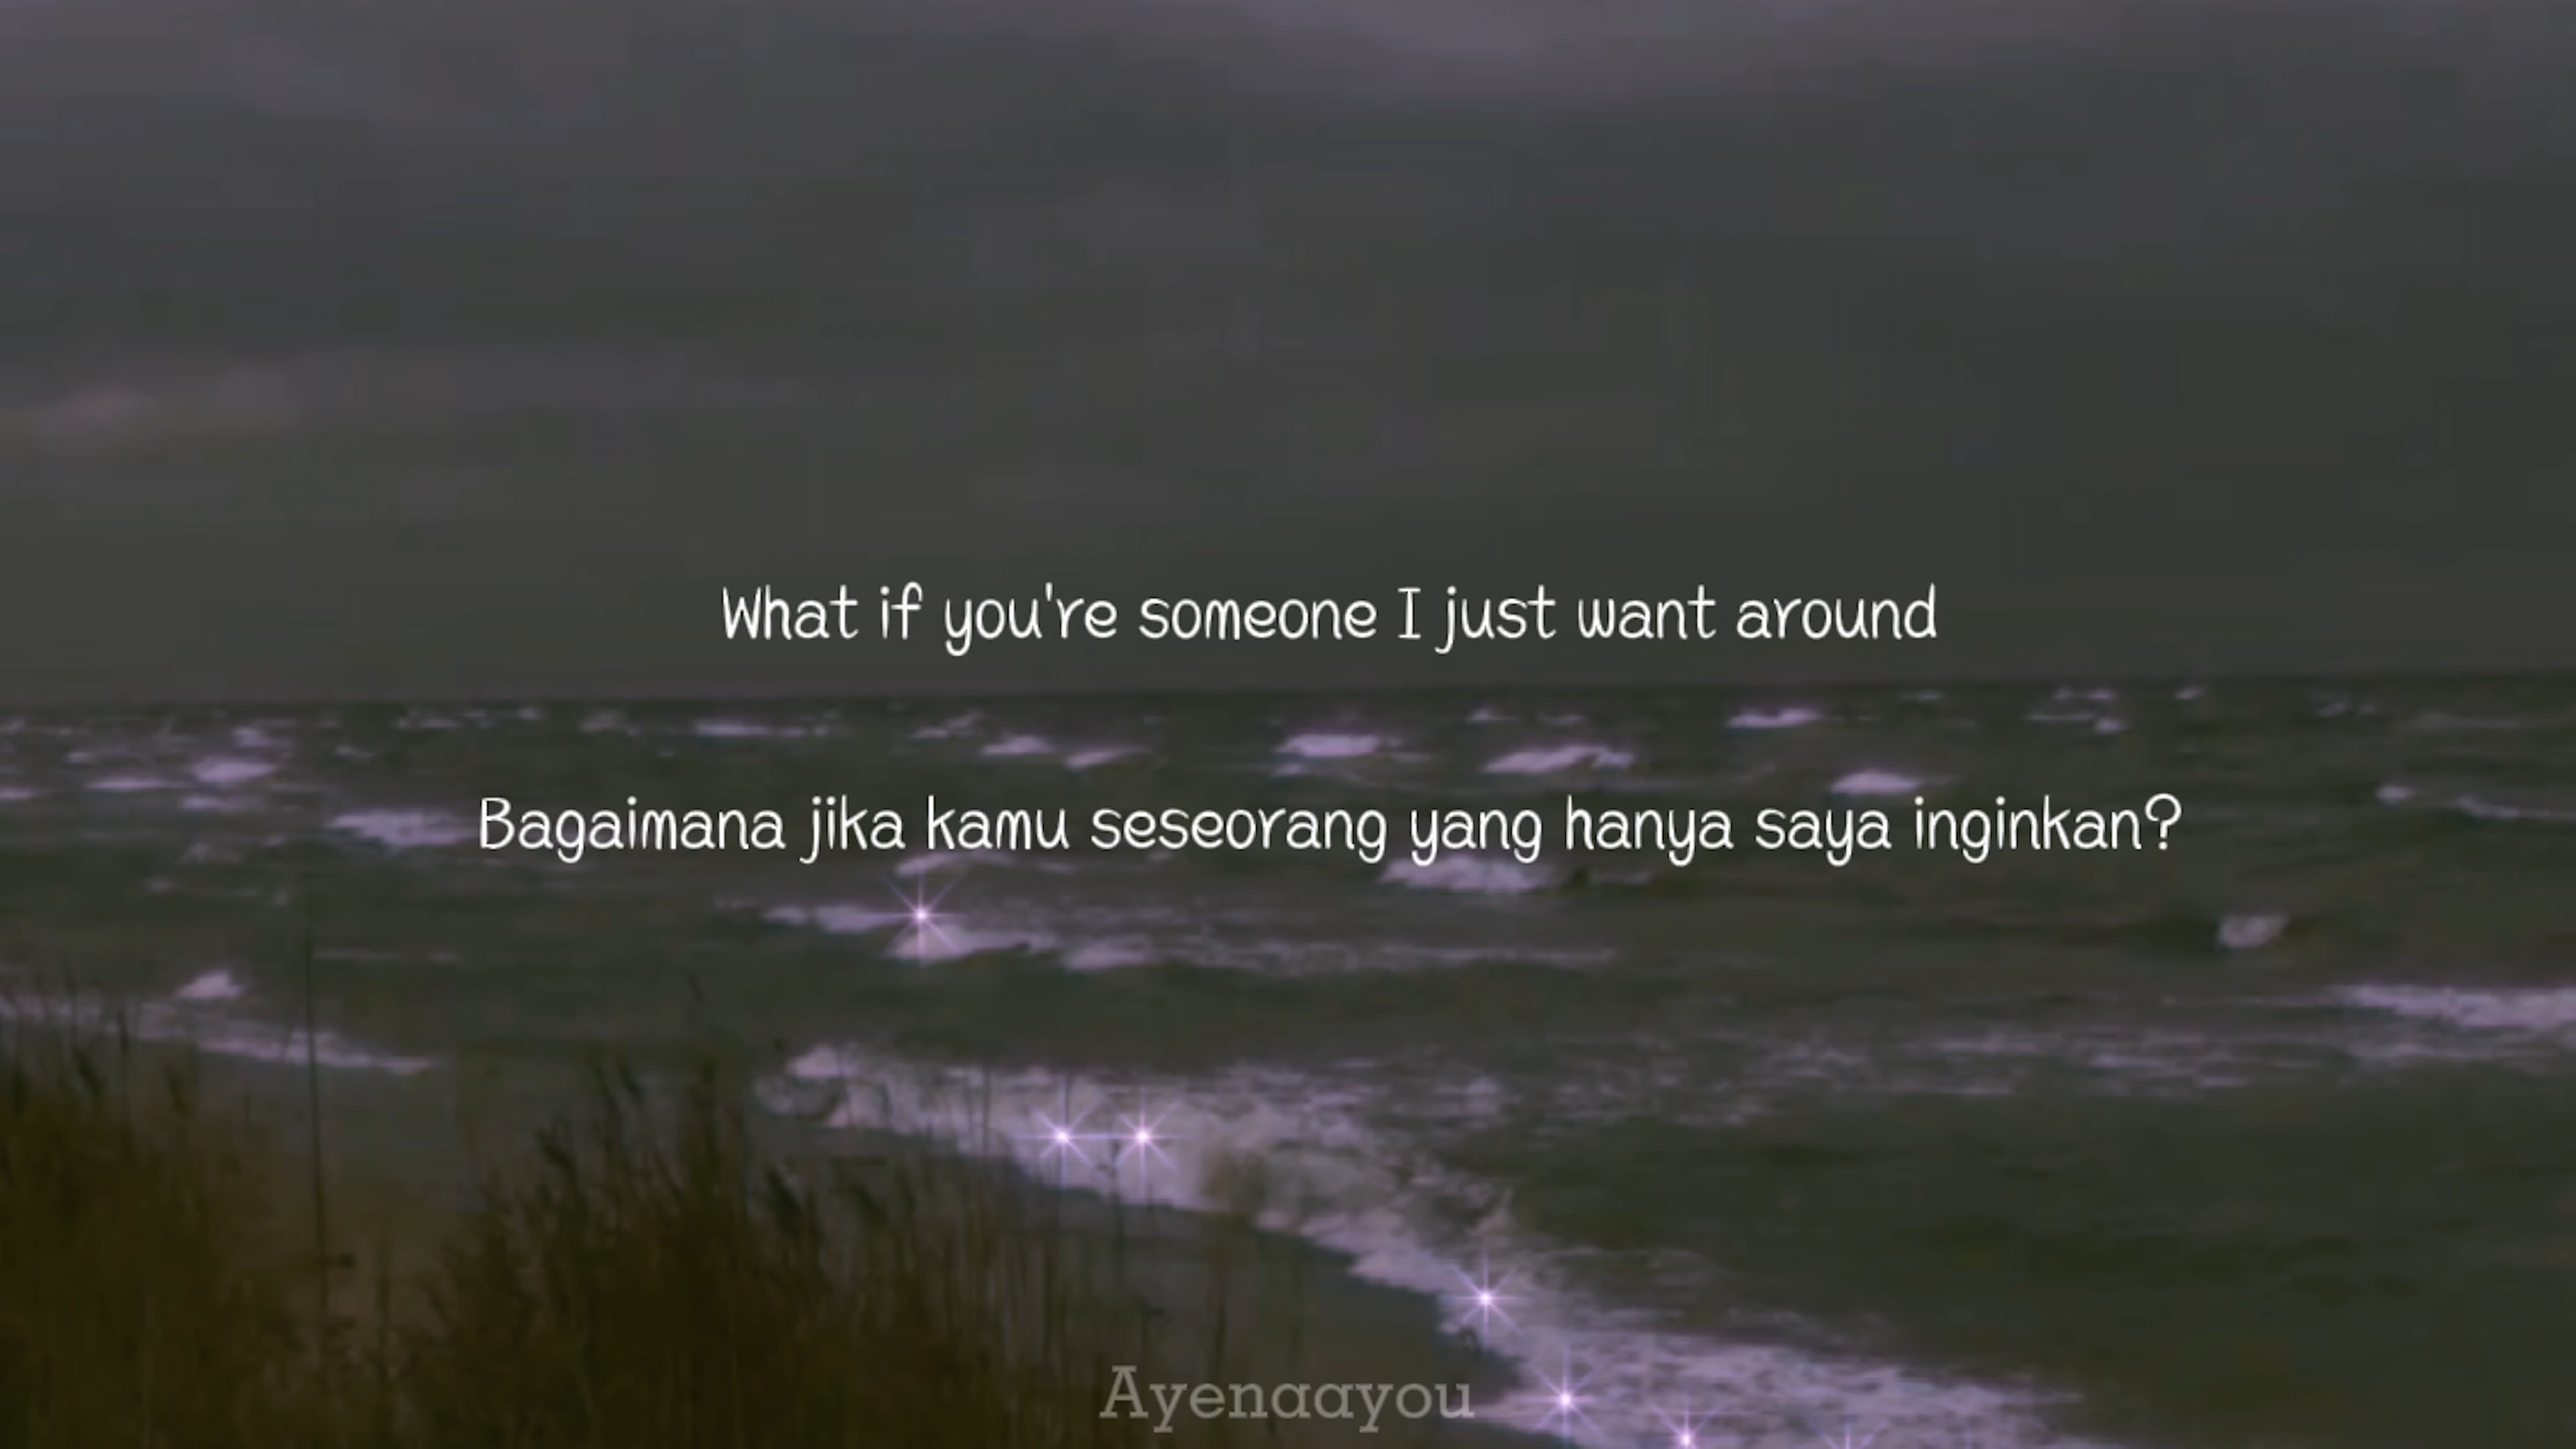 What if you're someone I just want around
Bagaimana jika kamu seseorang yang hanya saya inginkan?
Ayenaayou